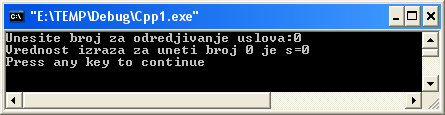 "E:\TEMP\Debug\Cpp1.exe"
Unesite broj za odredjivanje uslova:0
Vrednost izraza za uneti broj 0 je s=0
Press any key to continue